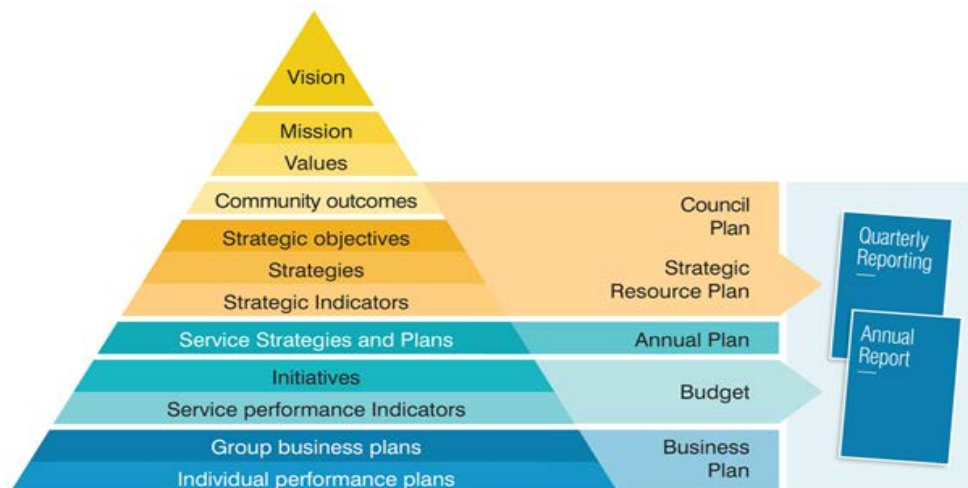 Vision
Mission
Values
Community outcomes
Strategic objectives
Strategies
Strategic Indicators
Service Strategies and Plans
Initiatives
Service performance Indicators
Group business plans
Individual performance plans
Council
Plan
Strategic
Resource Plan
Annual Plan
Budget
Business
Plan
Quarterly
Reporting
Annual
Report